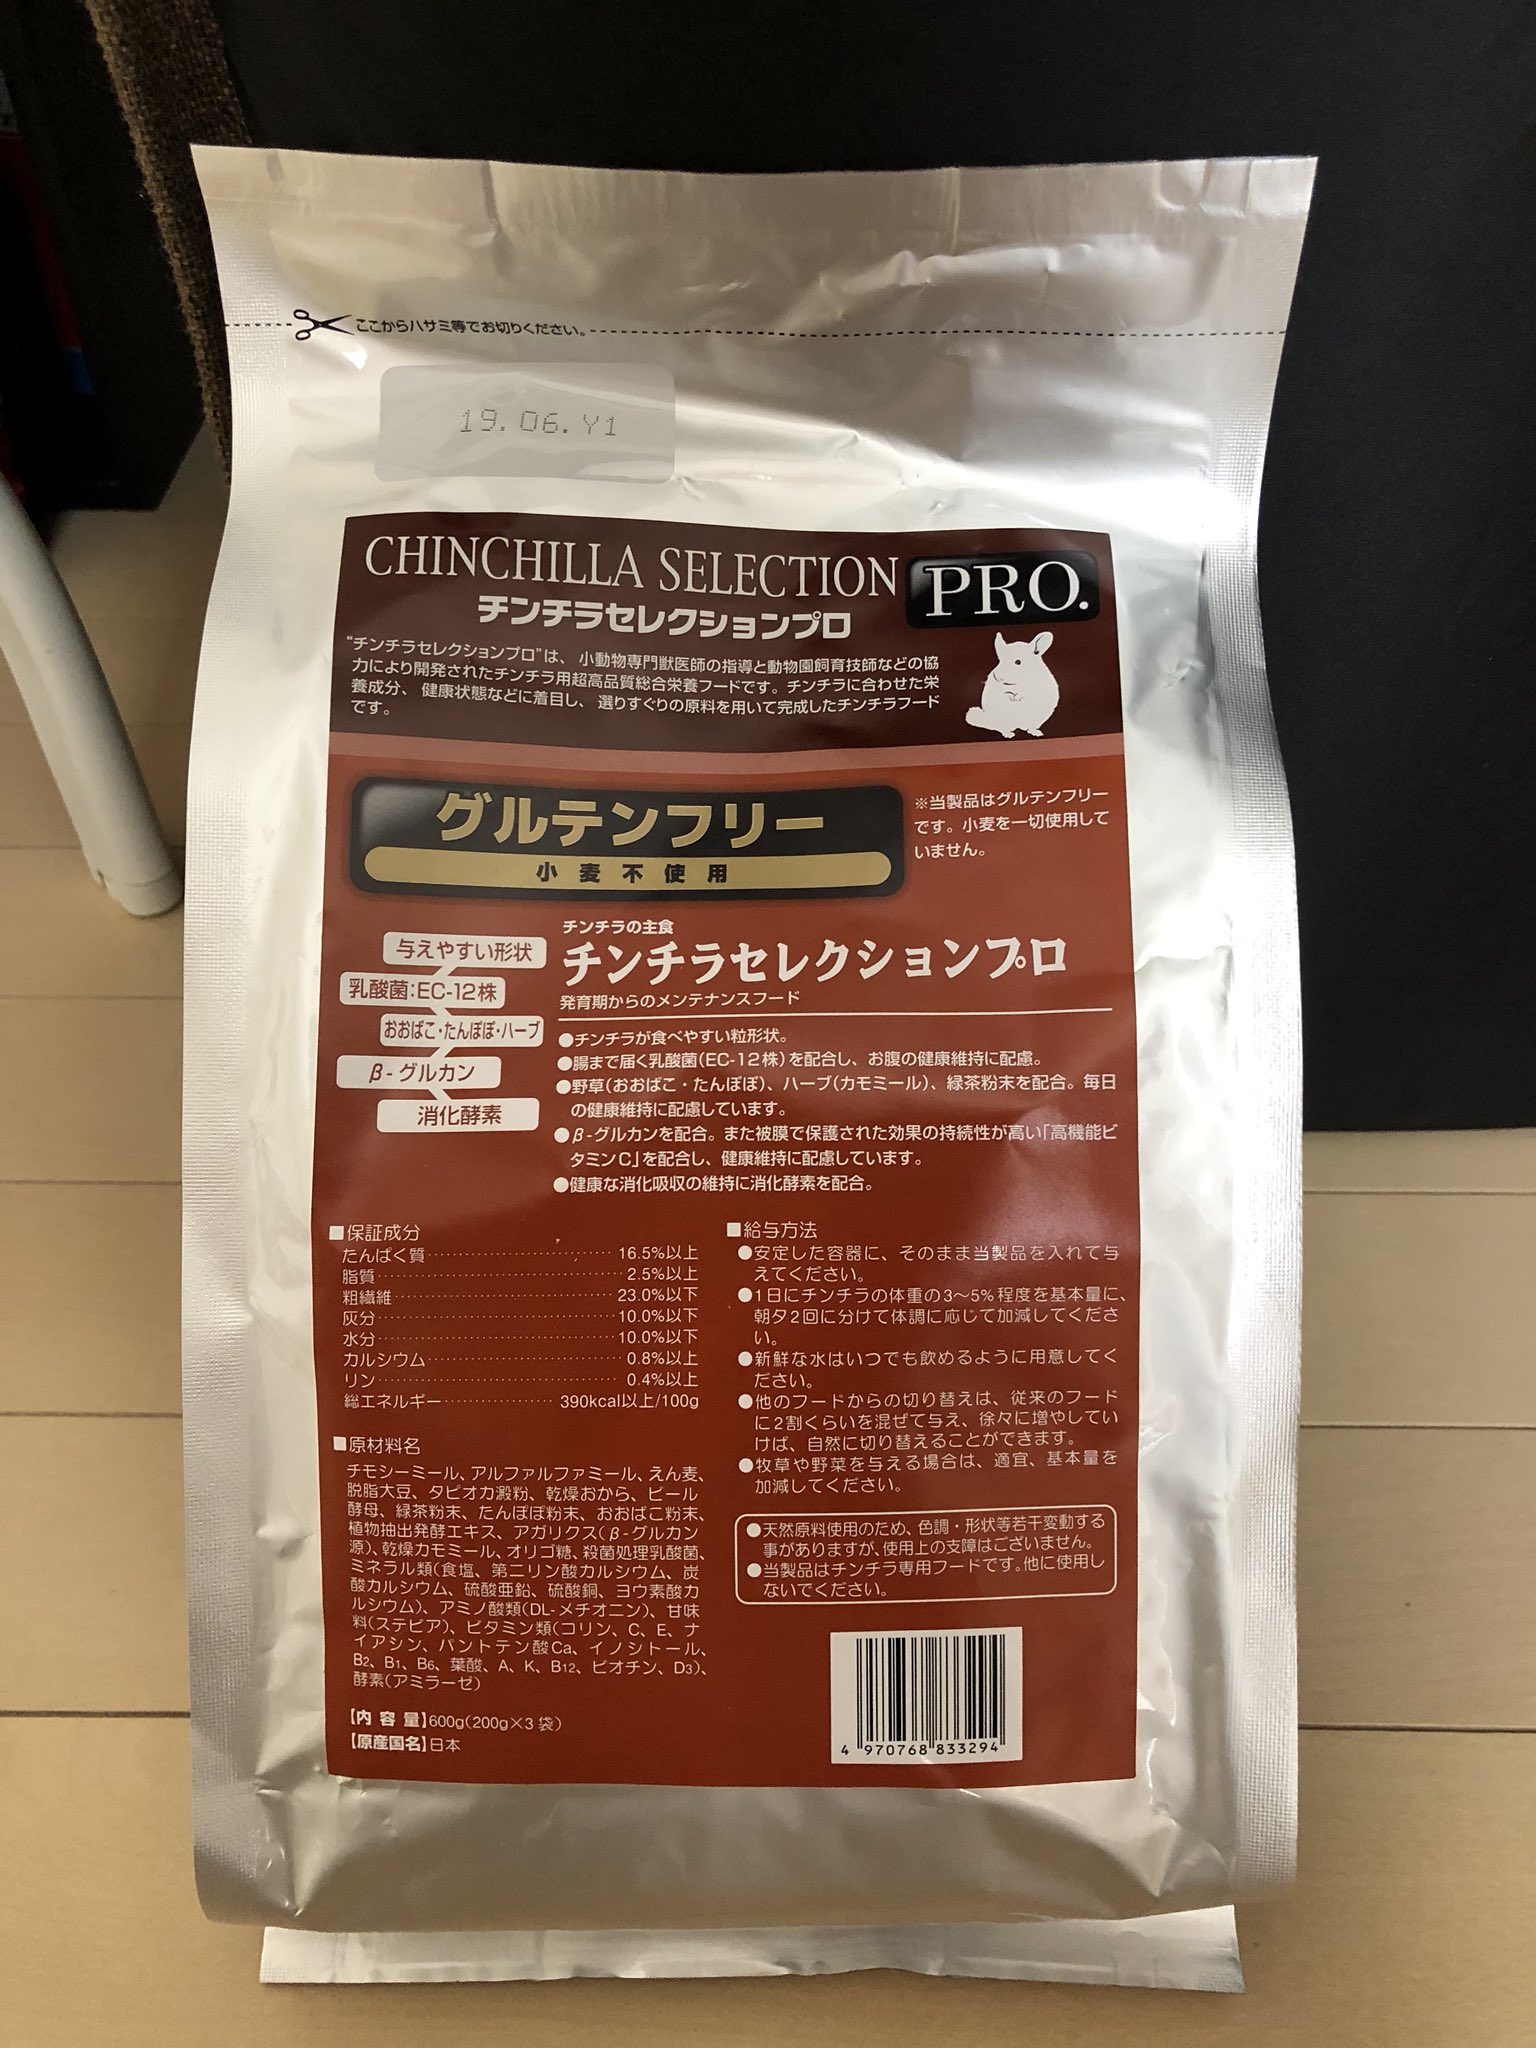 ここからハサミ等でお切りください。
19.06.Y1
CHINCHILLA SELECTION PRO.
チンチラセレクションプロ
“チンチラセレクションプロ”は、小動物専門獣医師の指導と動物園飼育技師などの協
力により開発されたチンチラ用超高品質総合栄養フードです。チンチラに合わせた栄
養成分、健康状態などに着目し、選りすぐりの原料を用いて完成したチンチラフード
です。
グルテンフリー
小麦不使用
※当製品はグルテンフリー
です。小麦を一切使用して
いません。
与えやすい形状
乳酸菌:EC-12株
おおばこ・たんぽぽ・ハーブ
β-グルカン
消化酵素
チンチラの主食
チンチラセレクションプロ
発育期からのメンテナンスフード
●チンチラが食べやすい粒形状。
●腸まで届く乳酸菌(EC-12株)を配合し、お腹の健康維持に配慮。
●野草(おおばこ・たんぽぽ)、ハーブ(カモミール)、緑茶粉末を配合。毎日
の健康維持に配慮しています。
●β-グルカンを配合。また被膜で保護された効果の持続性が高い「高機能ビ
タミンC」を配合し、健康維持に配慮しています。
●健康な消化吸収の維持に消化酵素を配合。
■保証成分
たんぱく質 16.5%以上
脂質 2.5%以上
粗繊維 23.0%以下
灰分 10.0%以下
水分 10.0%以下
カルシウム 0.8%以上
リン 0.4%以上
総エネルギー 390kcal以上/100g
■原材料名
チモシーミール、アルファルファミール、えん麦、
脱脂大豆、タピオカ澱粉、乾燥おから、ビール
酵母、緑茶粉末、たんぽぽ粉末、おおばこ粉末、
植物抽出発酵エキス、アガリクス(β-グルカン
源)、乾燥カモミール、オリゴ糖、殺菌処理乳酸菌、
ミネラル類(食塩、第二リン酸カルシウム、炭
酸カルシウム、硫酸亜鉛、硫酸銅、ヨウ素酸カ
ルシウム)、アミノ酸類(DL-メチオニン)、甘味
料(ステビア)、ビタミン類(コリン、C、E、ナ
イアシン、パントテン酸Ca、イノシトール、
B2、B1、B6、葉酸、A、K、B12、ビオチン、D3)、
酵素(アミラーゼ)
【内容量】600g(200g×3袋)
【原産国名】日本
■給与方法
●安定した容器に、そのまま当製品を入れて与
えてください。
●1日にチンチラの体重の3〜5%程度を基本量に、
朝夕2回に分けて体調に応じて加減してくださ
い。
●新鮮な水はいつでも飲めるように用意してく
ださい。
●他のフードからの切り替えは、従来のフード
に2割くらいを混ぜて与え、徐々に増やしてい
けば、自然に切り替えることができます。
●牧草や野菜を与える場合は、適宜、基本量を
加減してください。
●天然原料使用のため、色調・形状等若干変動する
事がありますが、使用上の支障はございません。
●当製品はチンチラ専用フードです。他に使用し
ないでください。
4 970768 833294